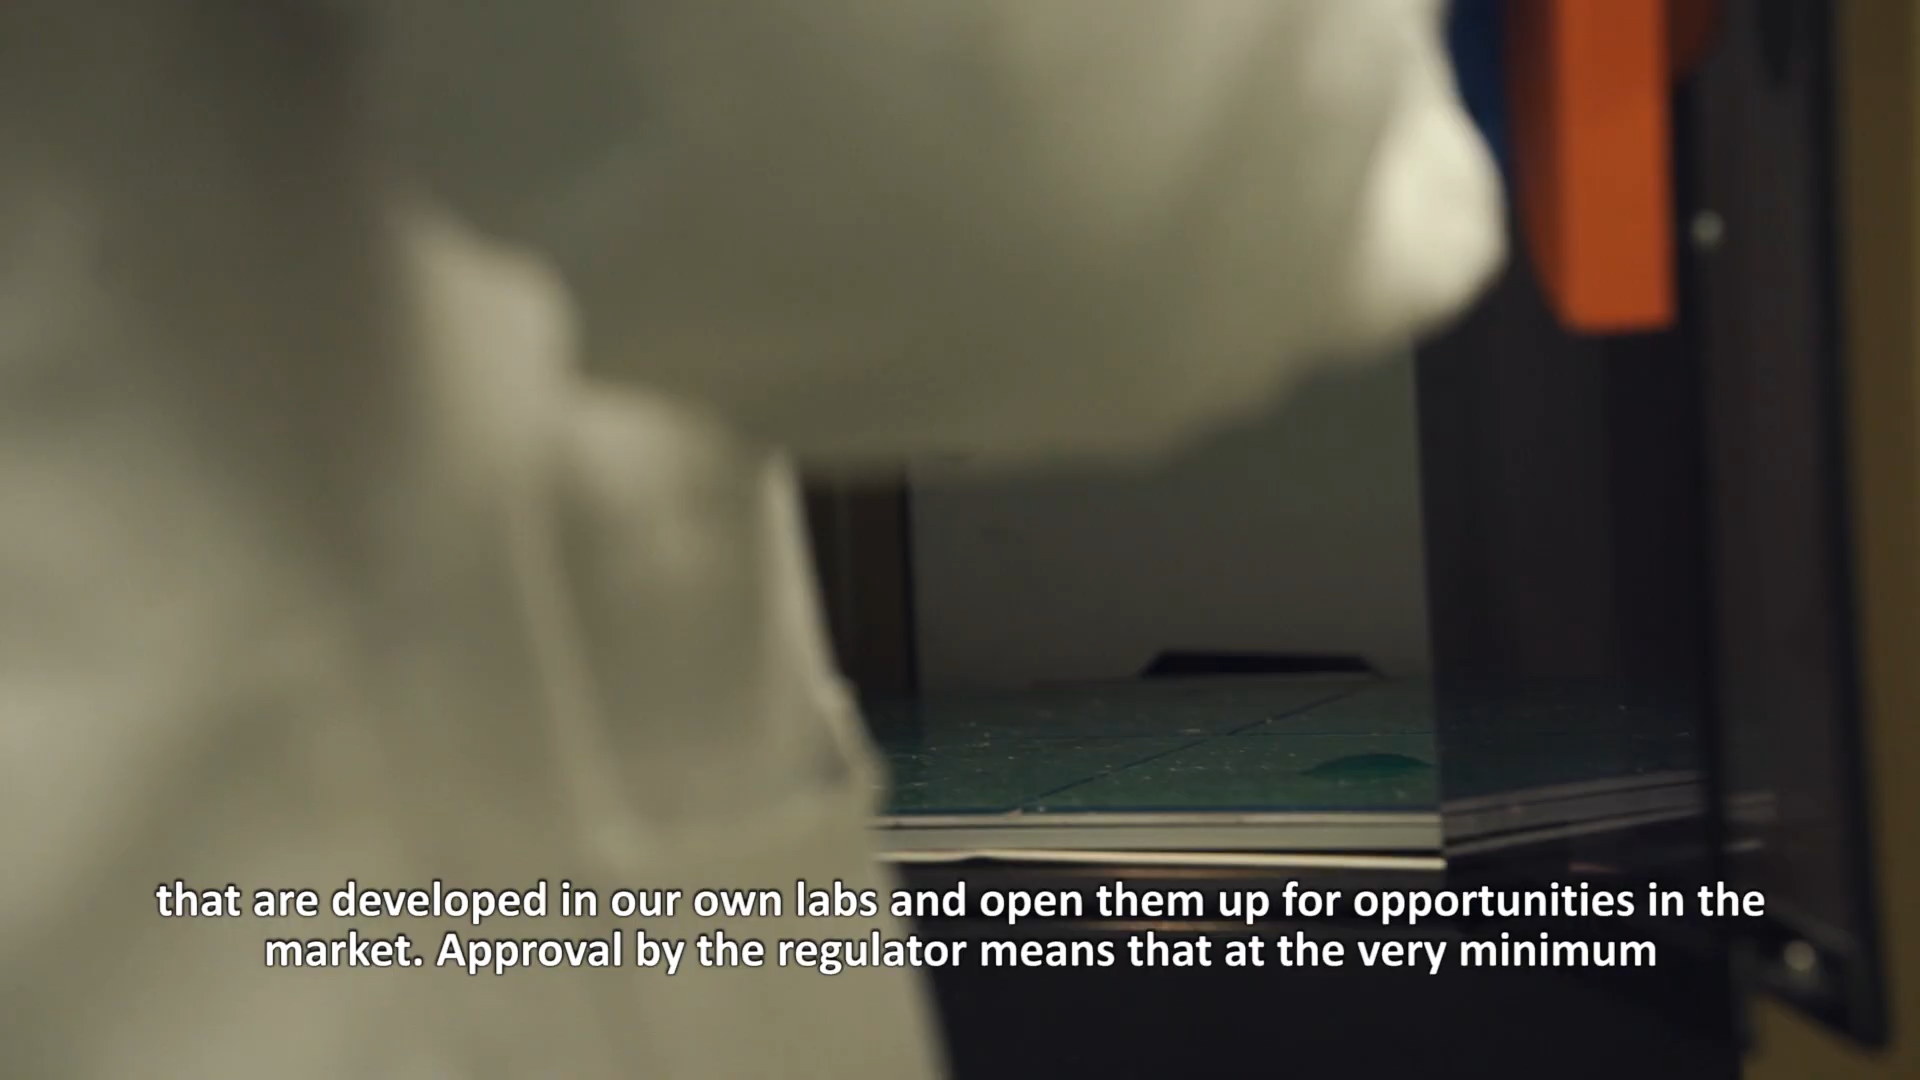 that are developed in our own labs and open them up for opportunities in the
market. Approval by the regulator means that at the very minimum